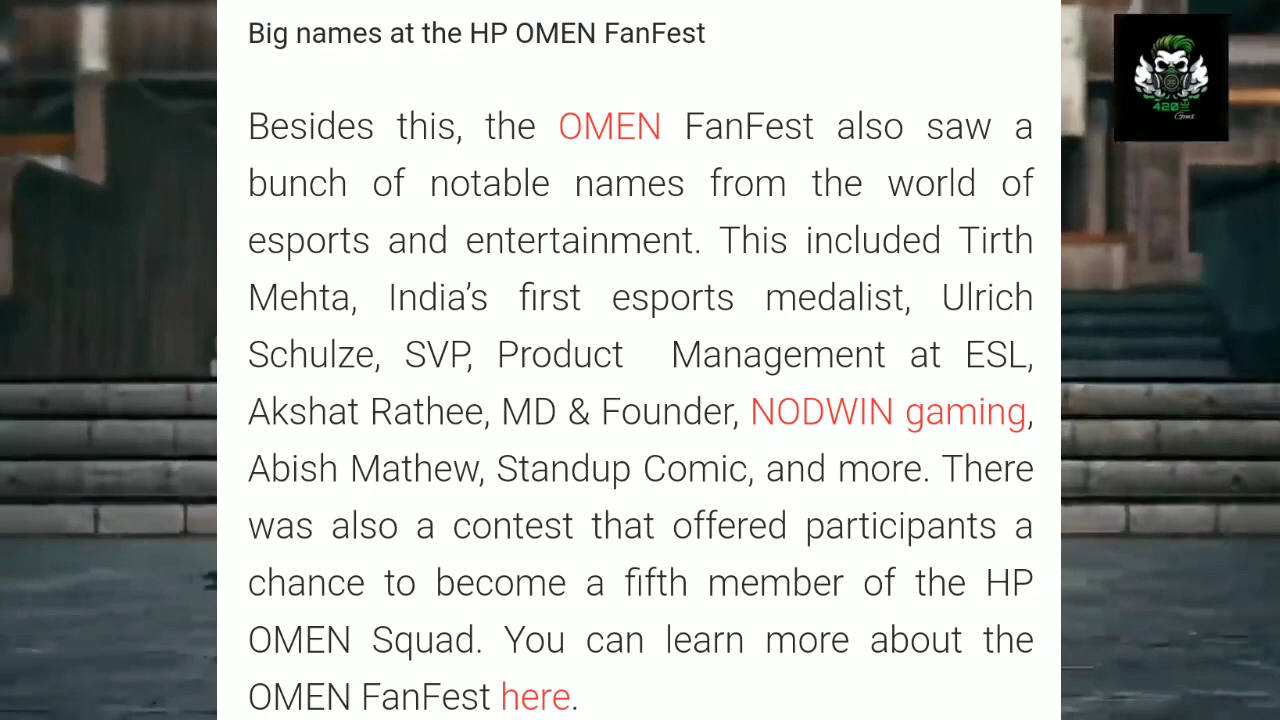 Big names at the HP OMEN FanFest
Besides this, the OMEN FanFest also saw a
bunch of notable names from the world of
esports and entertainment. This included Tirth
Mehta, India’s first esports medalist, Ulrich
Schulze, SVP, Product Management at ESL,
Akshat Rathee, MD & Founder, NODWIN gaming,
Abish Mathew, Standup Comic, and more. There
was also a contest that offered participants a
chance to become a fifth member of the HP
OMEN Squad. You can learn more about the
OMEN FanFest here.
420